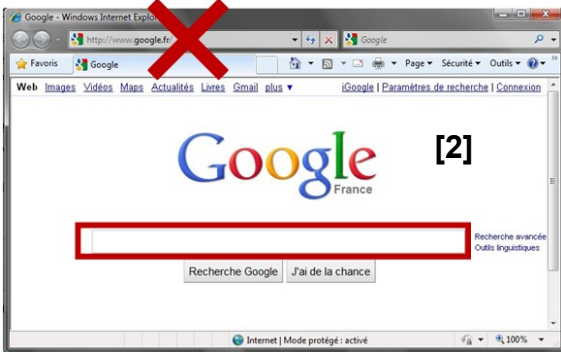 Google - Windows Internet Explo
http://www.google.fr/
Google
Favoris
Google
Page
Sécurité
Outils
Web Images Vidéos Maps Actualités Livres Gmail plus ▼
iGoogle | Paramètres de recherche | Connexion
Google
France
[2]
Recherche avancée
Outils linguistiques
Recherche Google
J'ai de la chance
Internet | Mode protégé : activé
100%